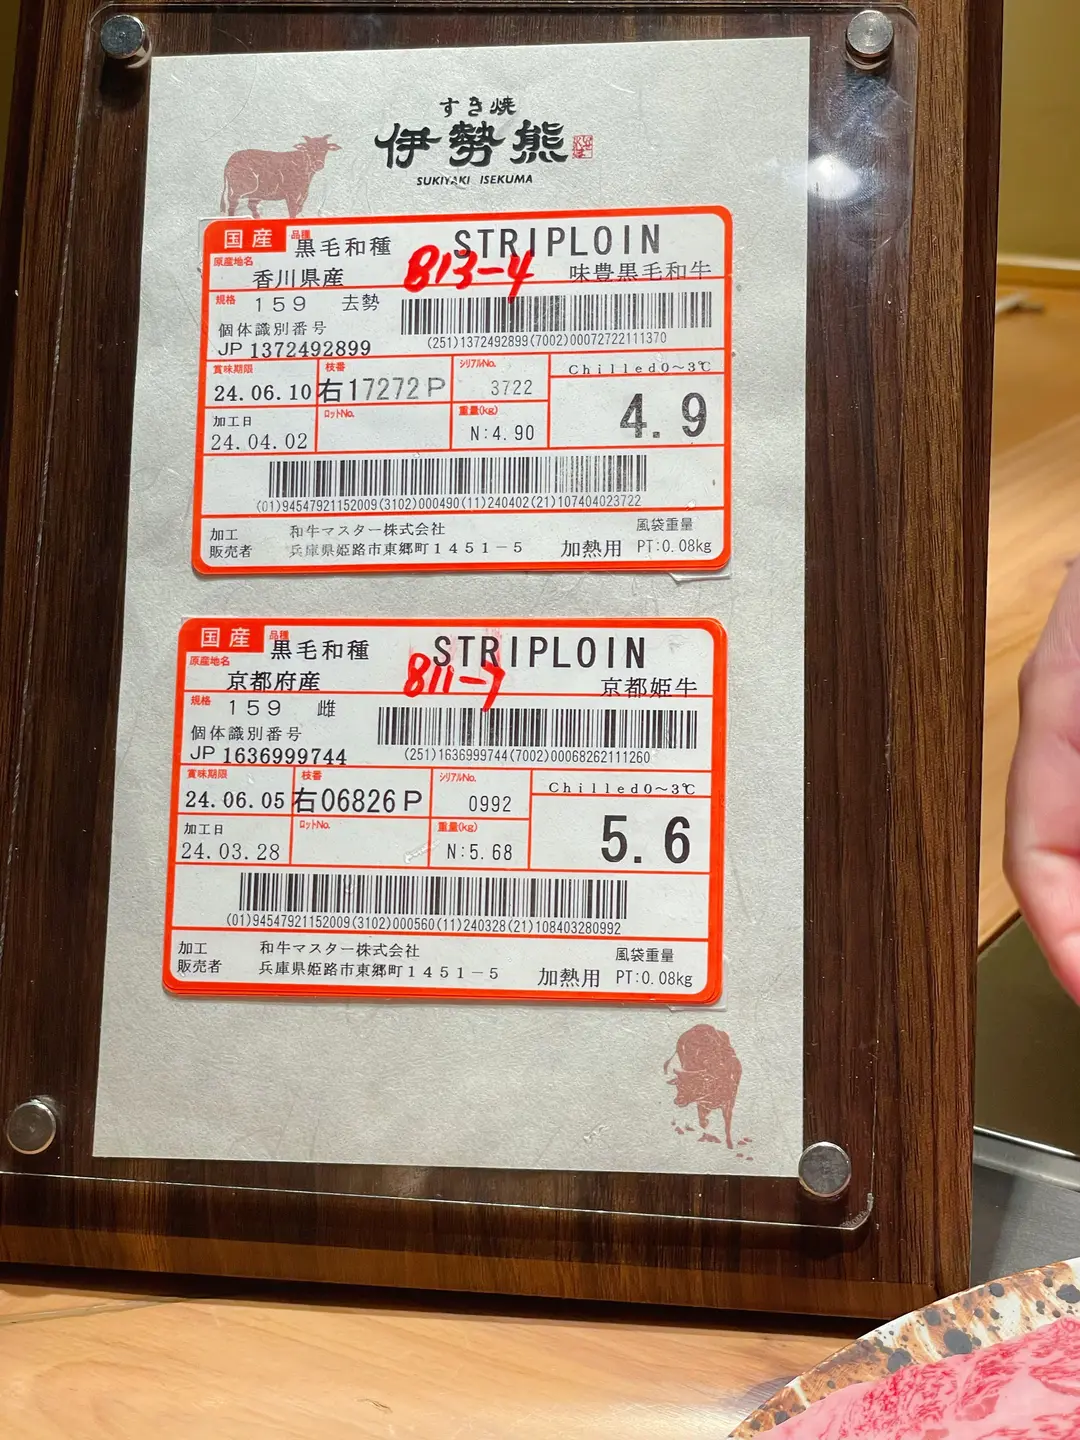 すき焼
伊勢熊
SUKIYAKI ISEKUMA
国産 品種 黒毛和種 STRIPLOIN
原産地名 香川県産 B13-4 味豊黒毛和牛
規格 159 去勢
個体識別番号
JP 1372492899
(251)1372492899(7002)00072722111370
賞味期限 枝番 シリアルNo. Chilled0~3℃
24.06.10 右17272P 3722
加工日 ロットNo. 重量(kg) 4.9
24.04.02 N:4.90
(01)94547921152009(3102)000490(11)240402(21)107404023722
加工 和牛マスター株式会社 風袋重量
販売者 兵庫県姫路市東郷町1451-5 加熱用 PT:0.08kg
国産 品種 黒毛和種 STRIPLOIN
原産地名 京都府産 B11-7 京都姫牛
規格 159 雌
個体識別番号
JP 1636999744
(251)1636999744(7002)00068262111260
賞味期限 枝番 シリアルNo. Chilled0~3℃
24.06.05 右06826P 0992
加工日 ロットNo. 重量(kg) 5.6
24.03.28 N:5.68
(01)94547921152009(3102)000560(11)240328(21)108403280992
加工 和牛マスター株式会社 風袋重量
販売者 兵庫県姫路市東郷町1451-5 加熱用 PT:0.08kg